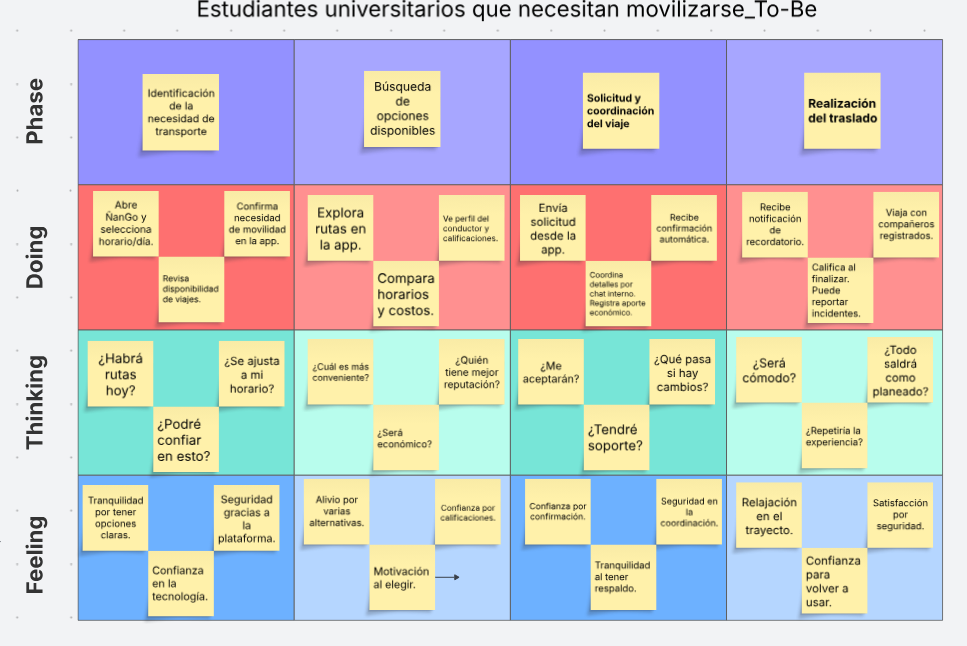 Estudiantes universitarios que necesitan movilizarse_To-Be
Phase
Identificación
de la
necesidad de
transporte
Búsqueda
de
opciones
disponibles
Solicitud y
coordinación
del viaje
Realización
del traslado
Doing
Abre
ÑanGo y
selecciona
horario/día.
Confirma
necesidad
de movilidad
en la app.
Revisa
disponibilidad
de viajes.
Explora
rutas en
la app.
Ve perfil del
conductor y
calificaciones.
Compara
horarios
y costos.
Envía
solicitud
desde la
app.
Recibe
confirmación
automática.
Coordina
detalles por
chat interno.
Registra aporte
económico.
Recibe
notificación
de
recordatorio.
Viaja con
compañeros
registrados.
Califica al
finalizar.
Puede
reportar
incidentes.
Thinking
¿Habrá
rutas
hoy?
¿Se ajusta
a mi
horario?
¿Podré
confiar
en esto?
¿Cuál es más
conveniente?
¿Quién
tiene mejor
reputación?
¿Será
económico?
¿Me
aceptarán?
¿Qué pasa
si hay
cambios?
¿Tendré
soporte?
¿Será
cómodo?
¿Todo
saldrá
como
planeado?
¿Repetiría la
experiencia?
Feeling
Tranquilidad
por tener
opciones
claras.
Seguridad
gracias a
la
plataforma.
Confianza
en la
tecnología.
Alivio por
varias
alternativas.
Confianza por
calificaciones.
Motivación
al elegir.
Confianza por
confirmación.
Seguridad en
la
coordinación.
Tranquilidad
al tener
respaldo.
Relajación
en el
trayecto.
Satisfacción
por
seguridad.
Confianza
para
volver a
usar.